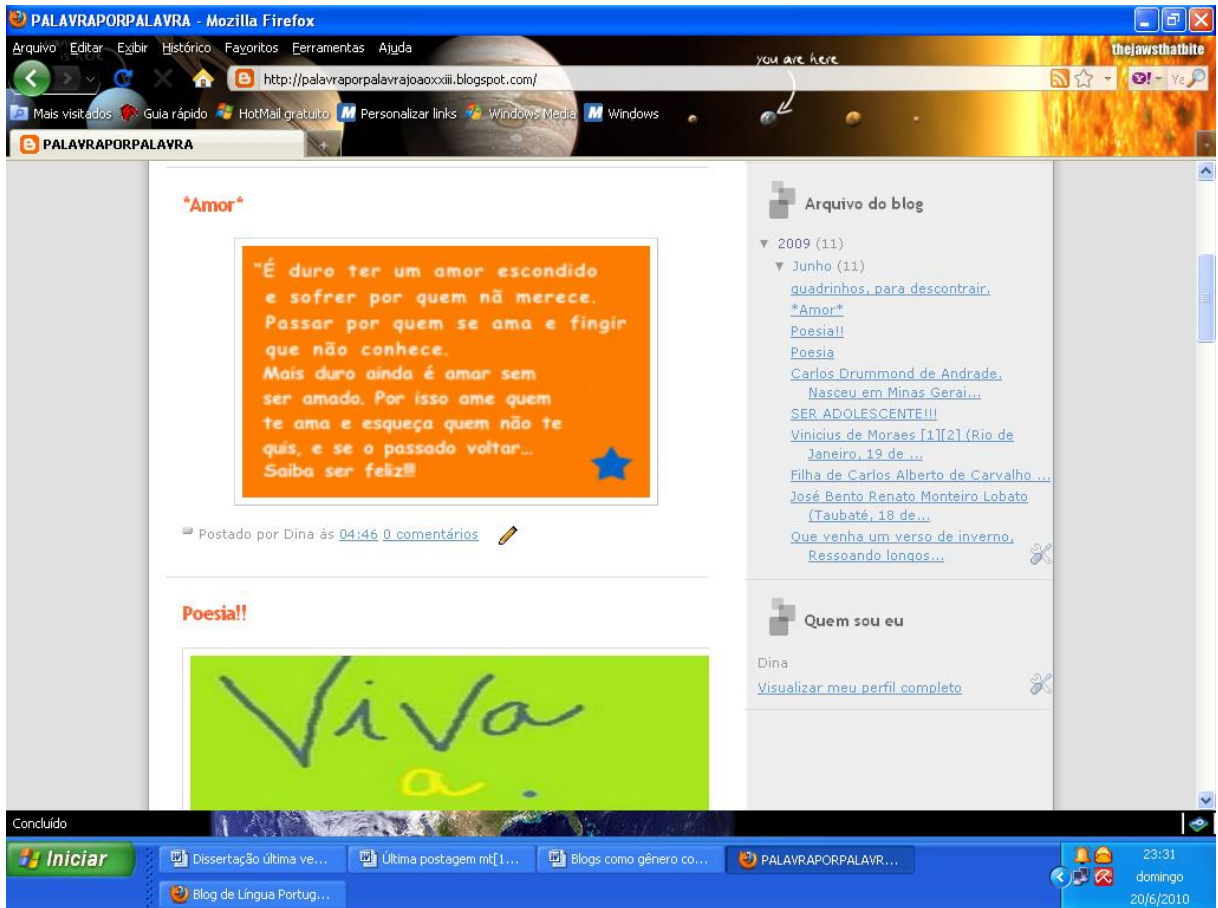 PALAVRAPORPALAVRA - Mozilla Firefox
Arquivo Editar Exibir Histórico Favoritos Ferramentas Ajuda
you are here
thejawsthatbite
http://palavraporpalavrajoaoxxiii.blogspot.com/
Mais visitados Guia rápido HotMail gratuito Personalizar links Windows Media Windows
PALAVRAPORPALAVRA
*Amor*
"É duro ter um amor escondido
e sofrer por quem nã merece.
Passar por quem se ama e fingir
que não conhece.
Mais duro ainda é amar sem
ser amado. Por isso ame quem
te ama e esqueça quem não te
quis, e se o passado voltar...
Saiba ser feliz!!!
Postado por Dina às 04:46 0 comentários
Poesia!!
Viva
a.
Arquivo do blog
▼ 2009 (11)
▼ Junho (11)
quadrinhos, para descontrair.
*Amor*
Poesia!!
Poesia
Carlos Drummond de Andrade.
Nasceu em Minas Gerai...
SER ADOLESCENTE!!!
Vinicius de Moraes [1][2] (Rio de
Janeiro, 19 de ...
Filha de Carlos Alberto de Carvalho ...
José Bento Renato Monteiro Lobato
(Taubaté, 18 de...
Que venha um verso de inverno,
Ressoando longos...
Quem sou eu
Dina
Visualizar meu perfil completo
Concluído
Iniciar
Dissertação última ve...
Última postagem mt[1...
Blogs como gênero co...
PALAVRAPORPALAVR...
Blog de Língua Portug...
23:31
domingo
20/6/2010